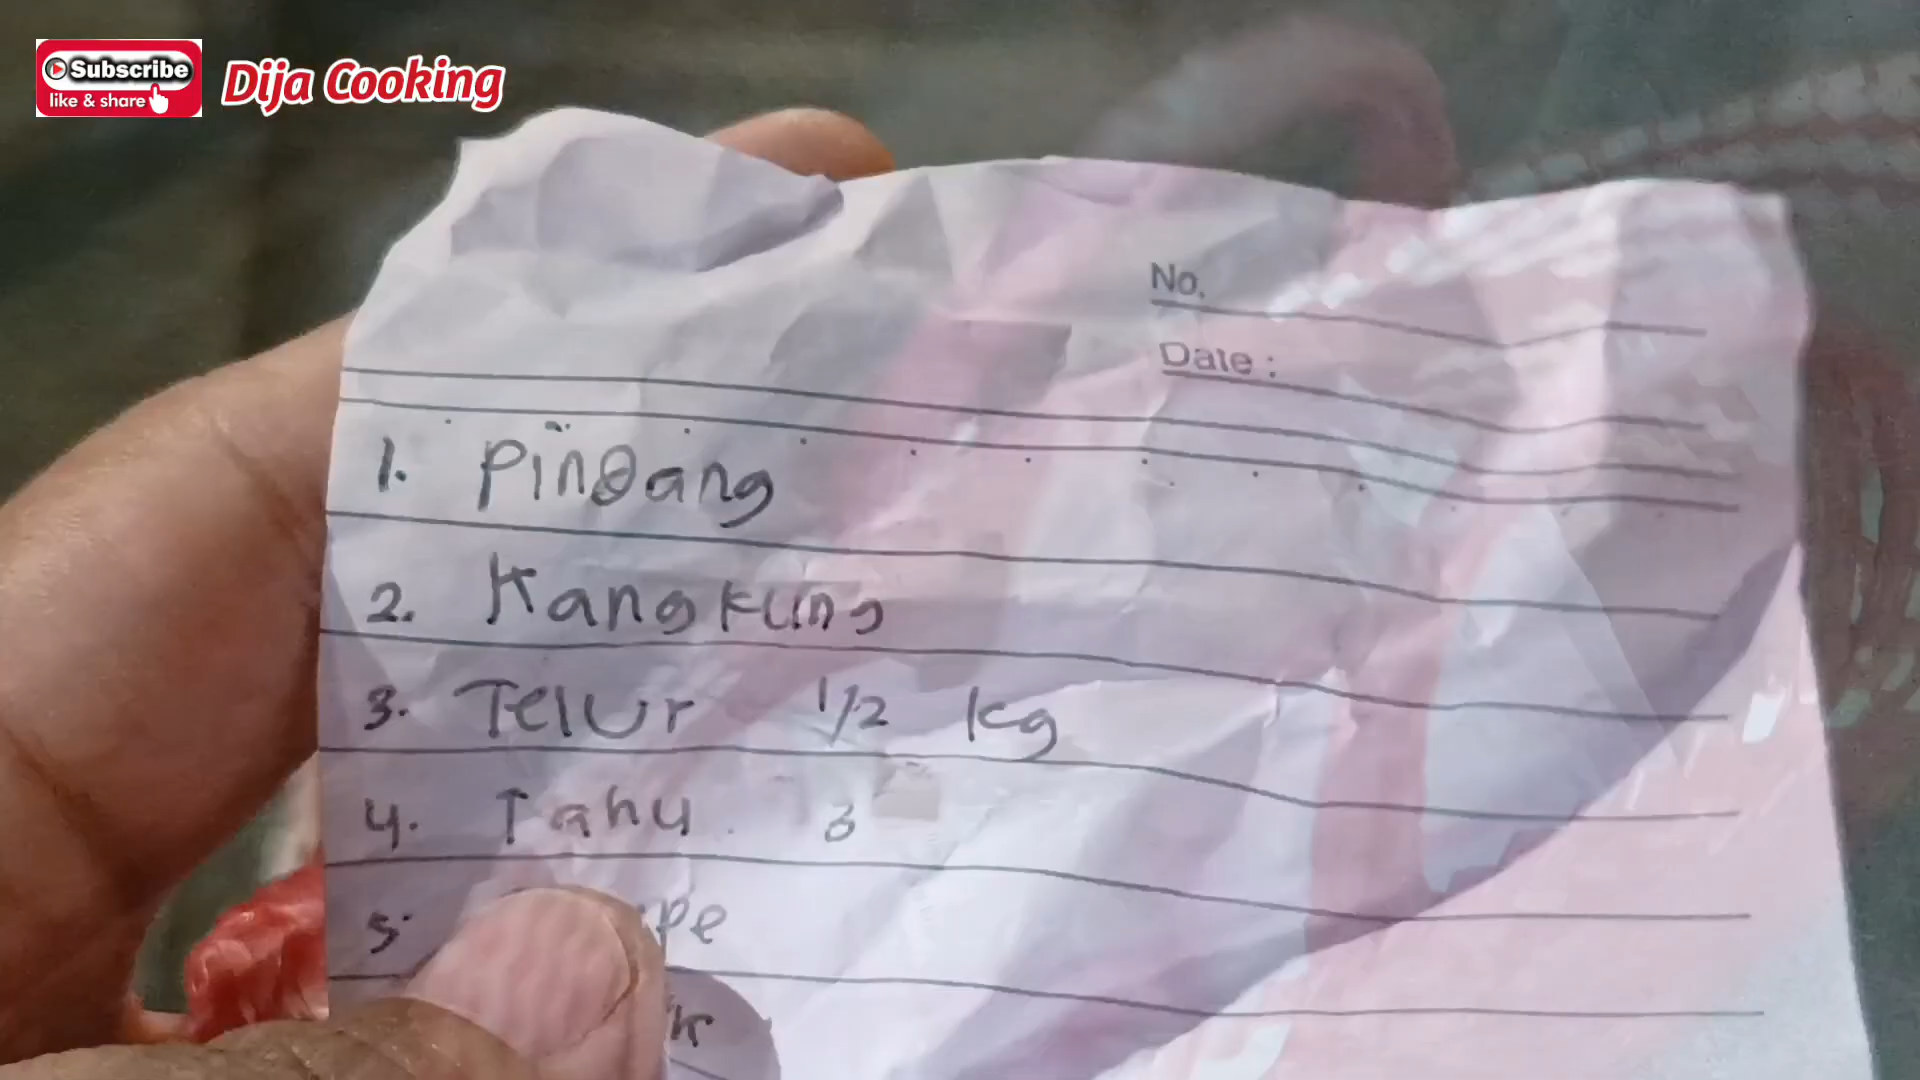 Subscribe
like & share
Dija Cooking
No.
Date :
1. Pindang
2. Kangkung
3. Telur 1/2 kg
4. Tahu 3
5.